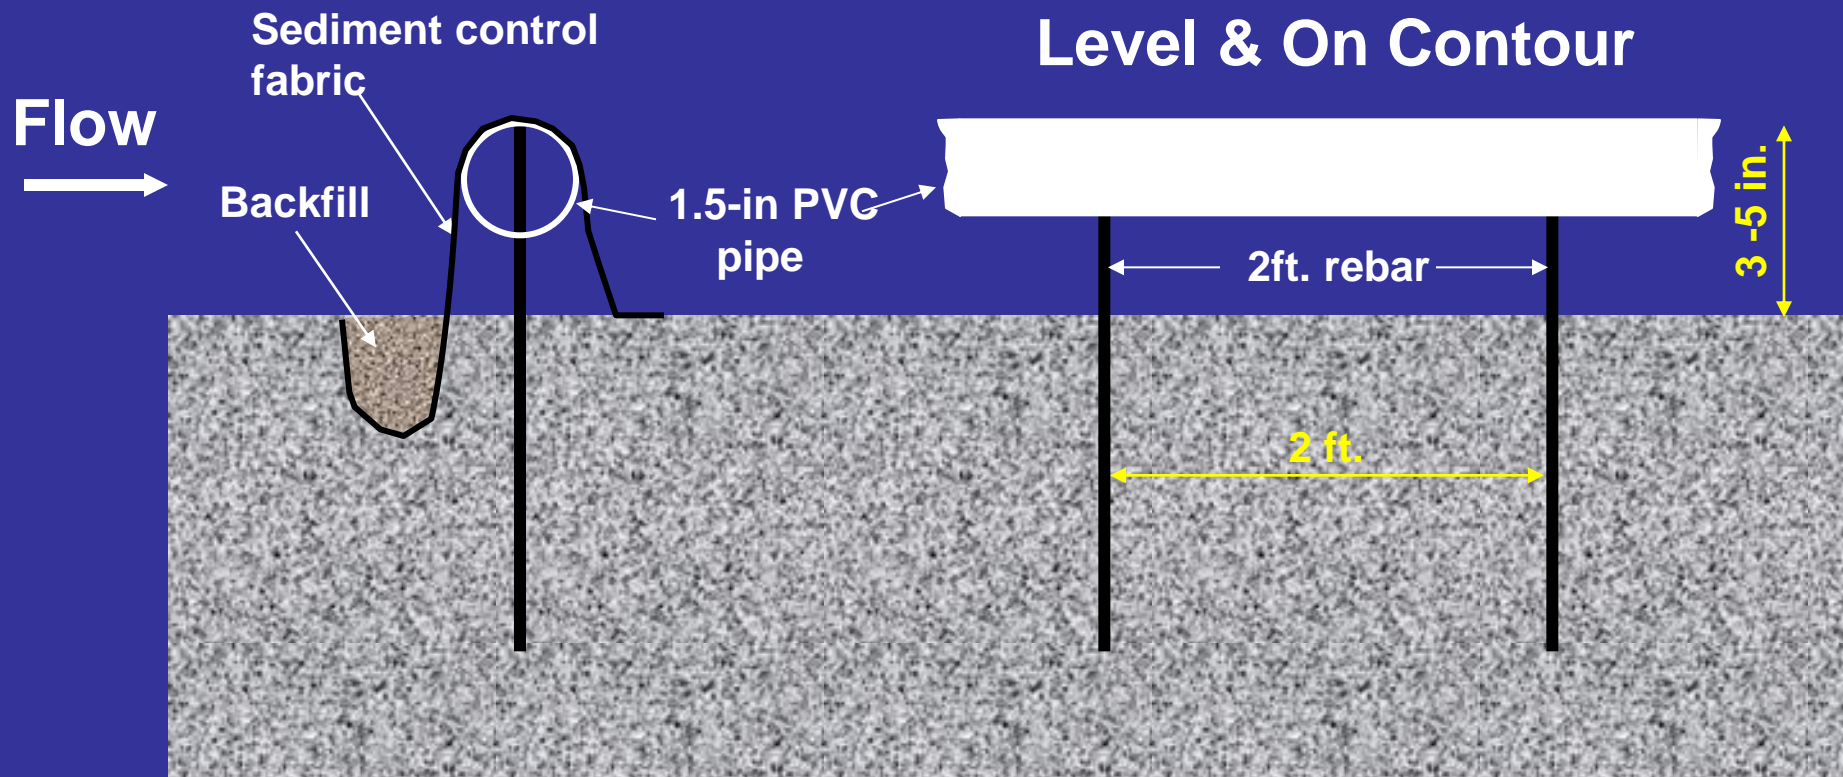 Sediment control
fabric
Level & On Contour
Flow
Backfill
1.5-in PVC
pipe
2ft. rebar
3 -5 in.
2 ft.